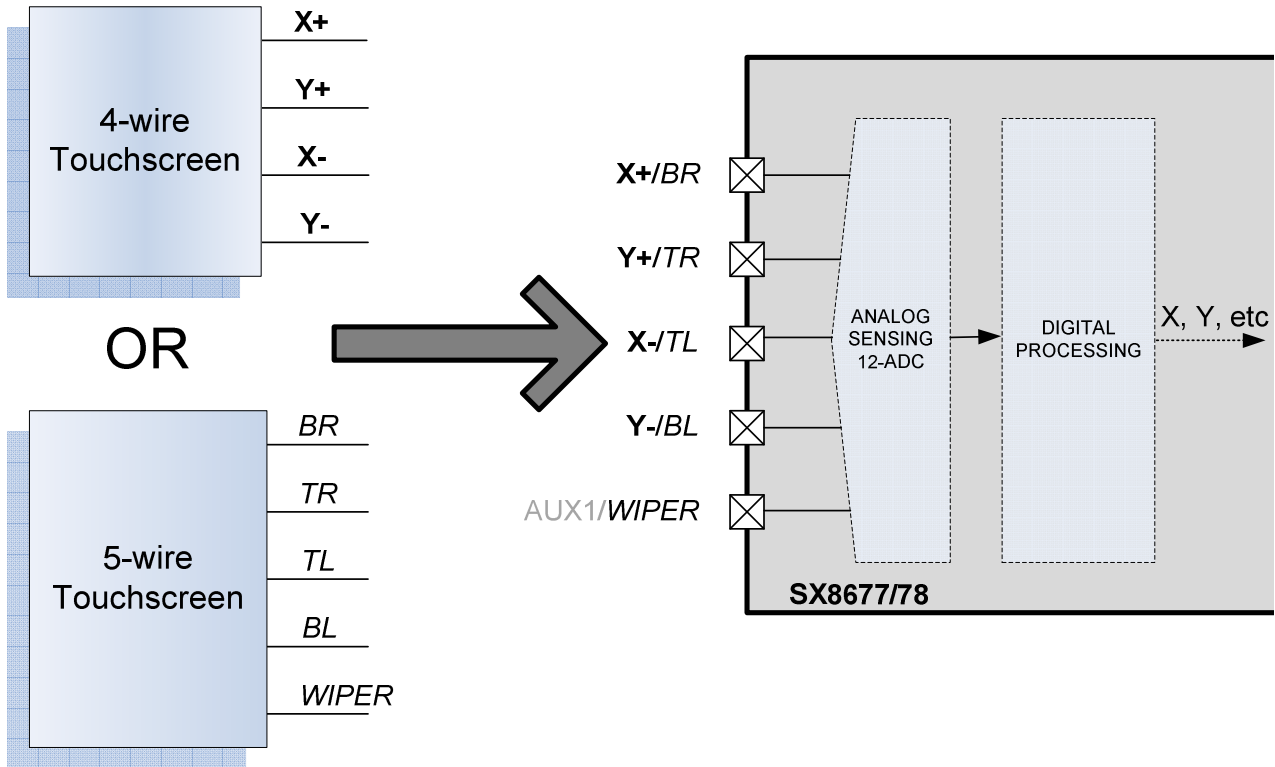 X+
Y+
X-
Y-
4-wire
Touchscreen
OR
BR
TR
TL
BL
WIPER
5-wire
Touchscreen
X+/BR
Y+/TR
X-/TL
Y-/BL
AUX1/WIPER
ANALOG
SENSING
12-ADC
DIGITAL
PROCESSING
X, Y, etc
SX8677/78